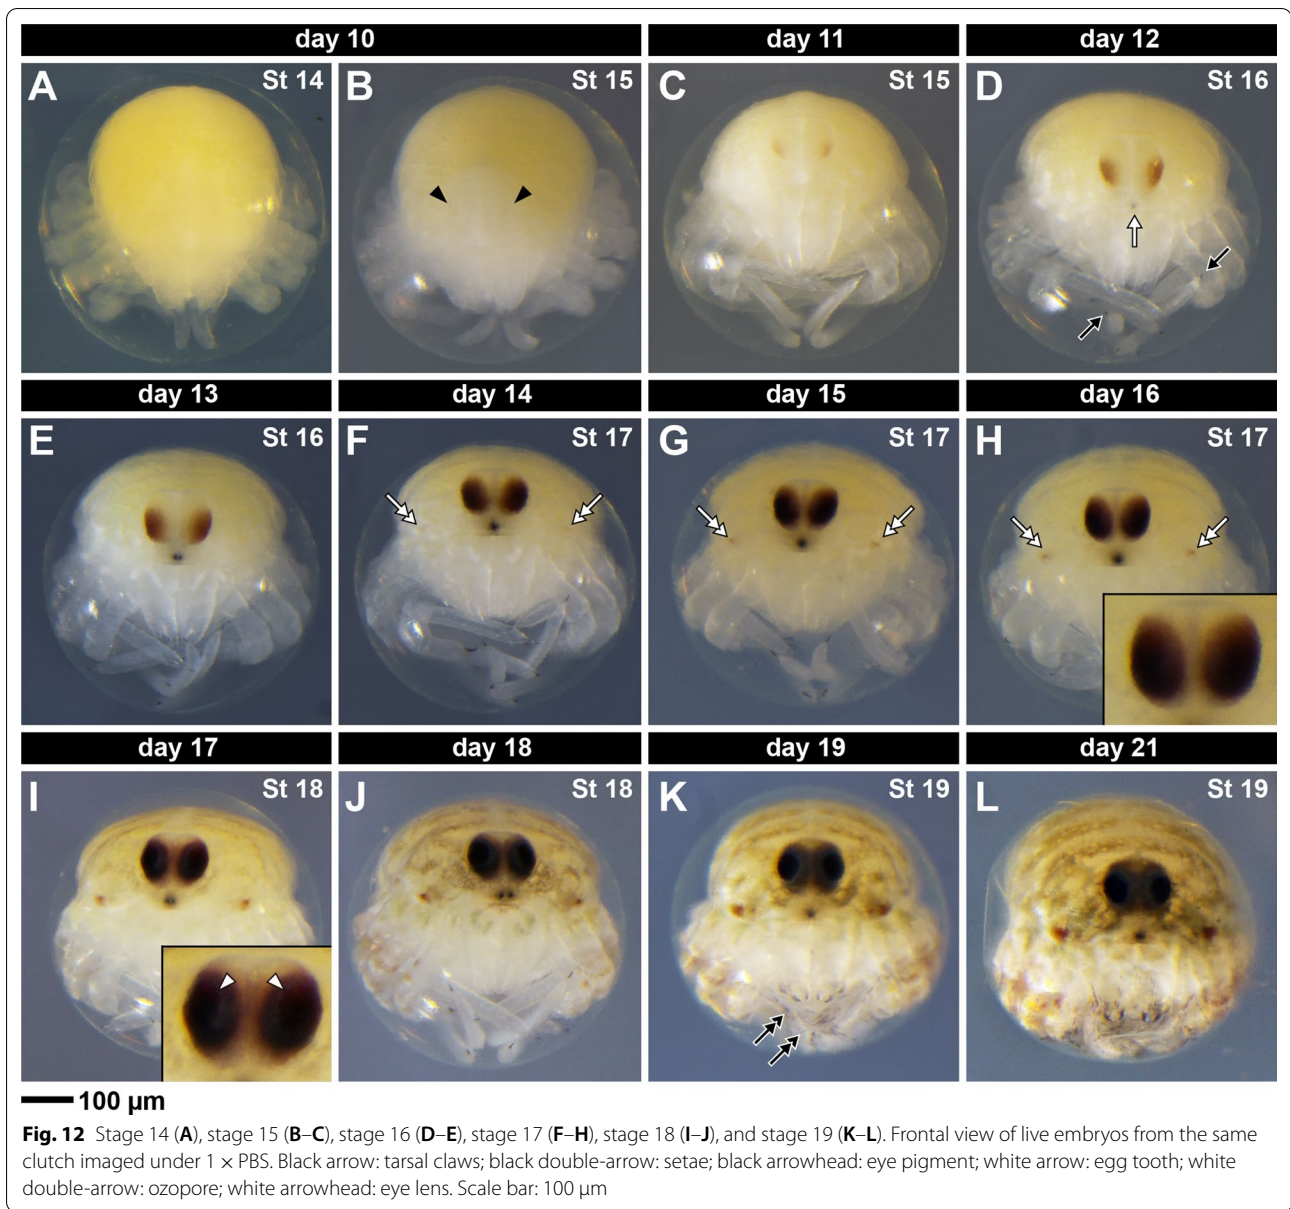 day 10
day 11
day 12
A St 14
B St 15
C St 15
D St 16
day 13
day 14
day 15
day 16
E St 16
F St 17
G St 17
H St 17
day 17
day 18
day 19
day 21
I St 18
J St 18
K St 19
L St 19
100 µm
Fig. 12 Stage 14 (A), stage 15 (B–C), stage 16 (D–E), stage 17 (F–H), stage 18 (I–J), and stage 19 (K–L). Frontal view of live embryos from the same
clutch imaged under 1 × PBS. Black arrow: tarsal claws; black double-arrow: setae; black arrowhead: eye pigment; white arrow: egg tooth; white
double-arrow: ozopore; white arrowhead: eye lens. Scale bar: 100 µm